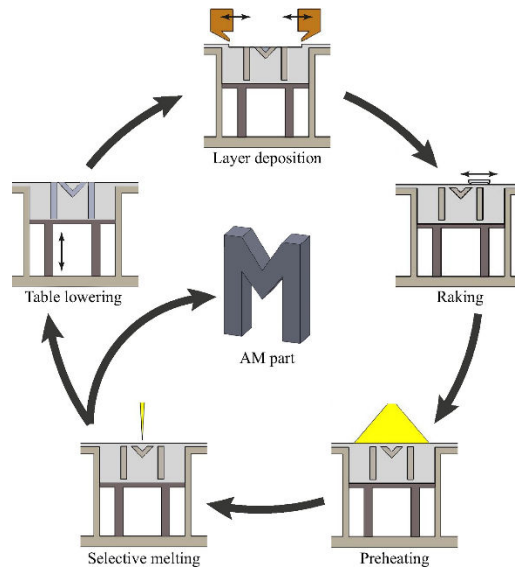 Layer deposition
Table lowering
Raking
AM part
Selective melting
Preheating